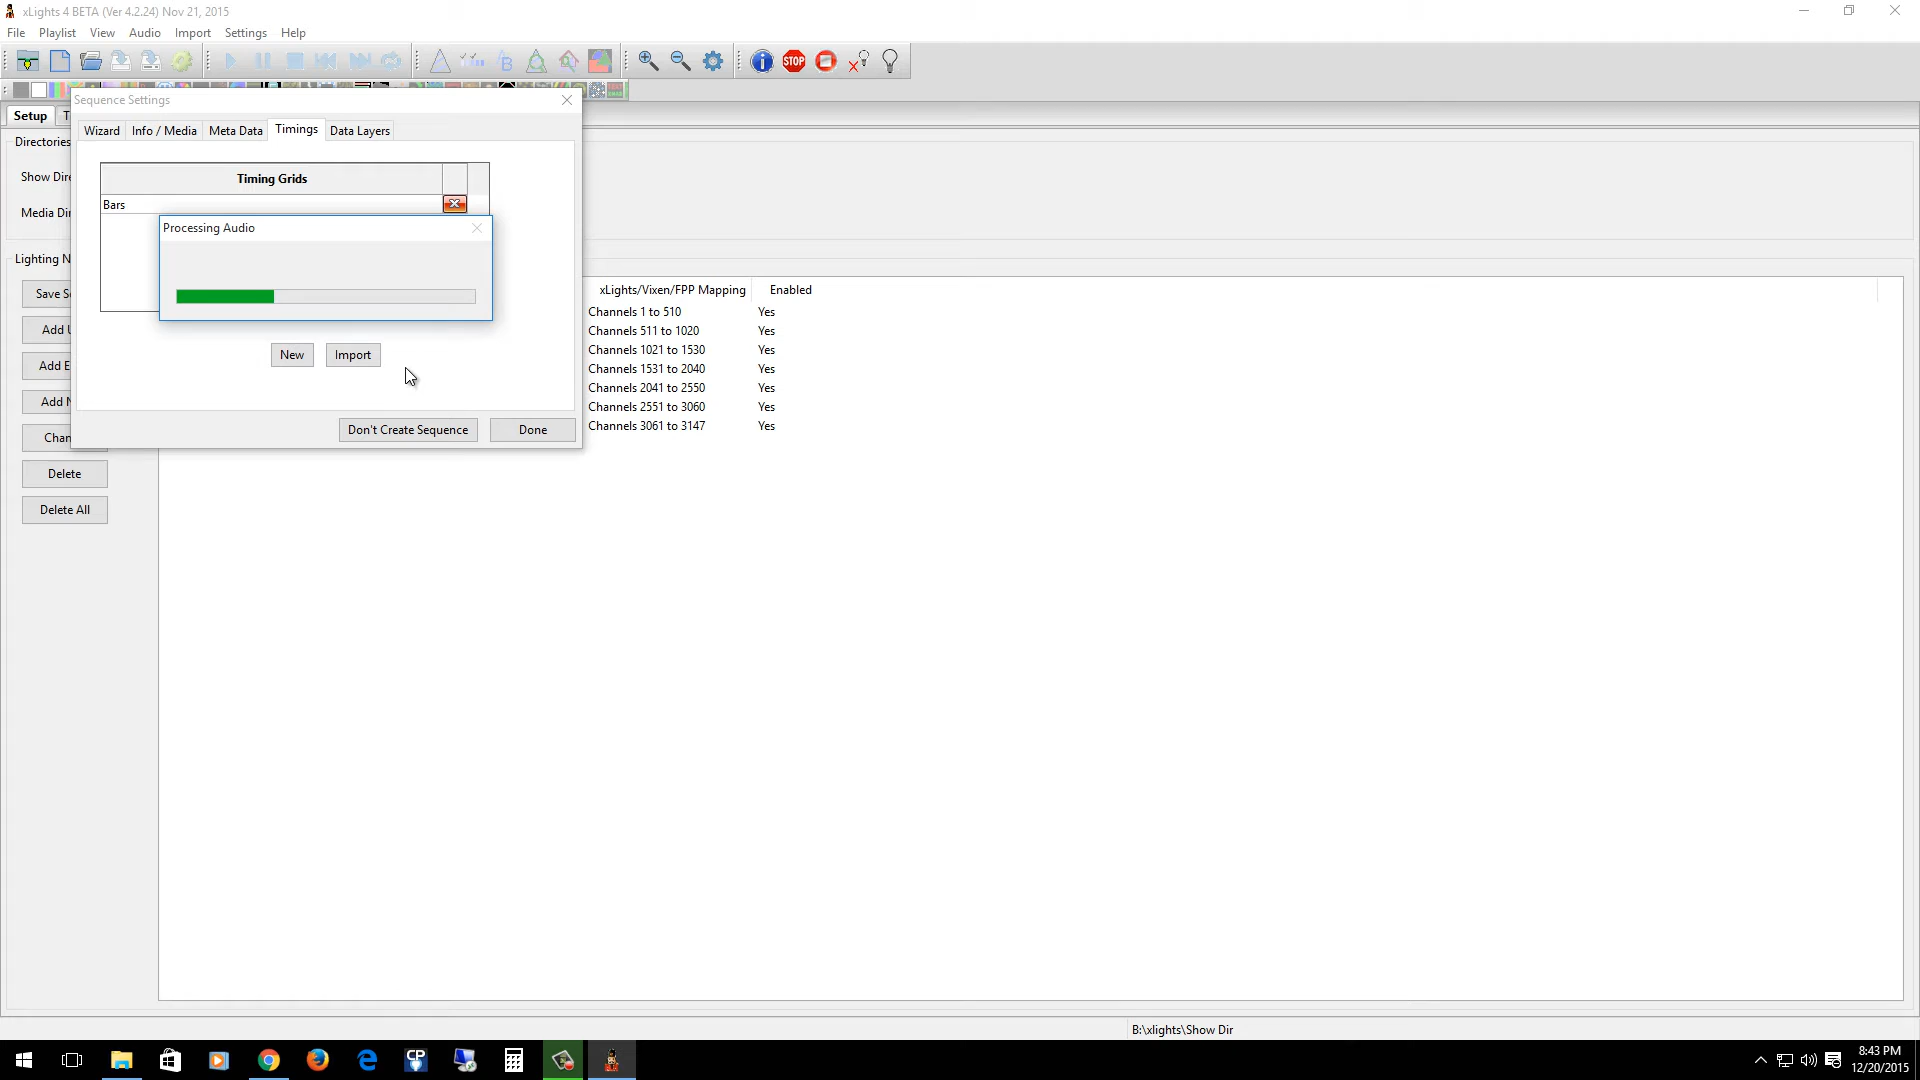 xLights 4 BETA (Ver 4.2.24) Nov 21, 2015
File Playlist View Audio Import Settings Help
STOP
Sequence Settings
Setup
Wizard Info / Media Meta Data Timings Data Layers
Directories
Show Dire
Media Dir
Timing Grids
Bars
Processing Audio
Lighting N
Save Se
Add U
Add E
Add N
Chan
Delete
Delete All
New Import
Don't Create Sequence Done
xLights/Vixen/FPP Mapping Enabled
Channels 1 to 510 Yes
Channels 511 to 1020 Yes
Channels 1021 to 1530 Yes
Channels 1531 to 2040 Yes
Channels 2041 to 2550 Yes
Channels 2551 to 3060 Yes
Channels 3061 to 3147 Yes
B:\xlights\Show Dir
CP
8:43 PM
12/20/2015